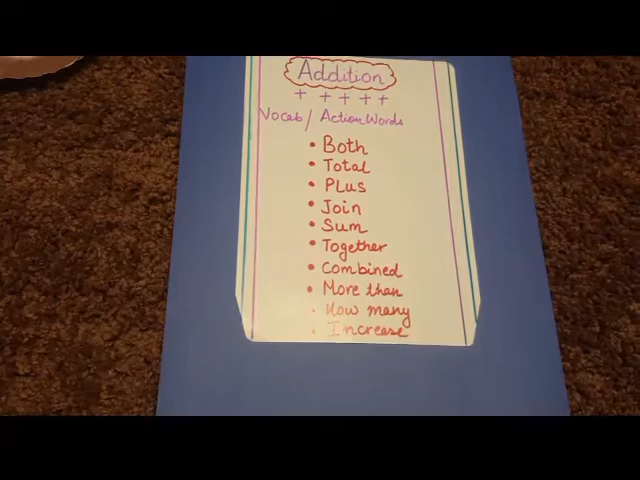 Addition
+ + + + +
Vocab/ Action Words
• Both
• Total
• Plus
• Join
• Sum
• Together
• Combined
• More than
• How many
• Increase